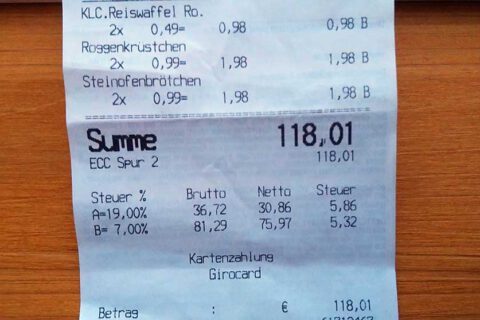 KLC.Reiswaffel Ro.
2x 0,49= 0,98 0,98 B
Roggenkrüstchen
2x 0,99= 1,98 1,98 B
Steinofenbrötchen
2x 0,99= 1,98 1,98 B
Summe 118,01
ECC Spur 2 118,01
Steuer % Brutto Netto Steuer
A=19,00% 36,72 30,86 5,86
B= 7,00% 81,29 75,97 5,32
Kartenzahlung
Girocard
Betrag : € 118,01